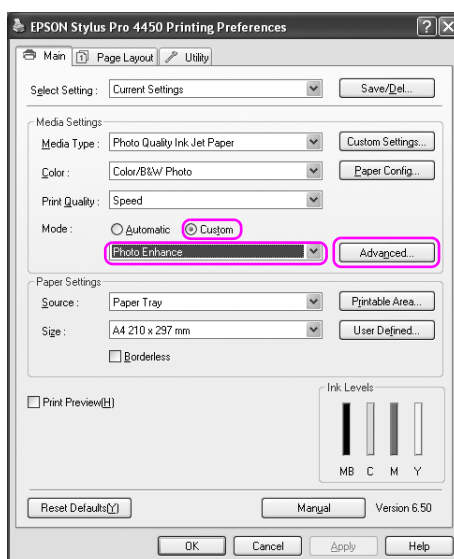 EPSON Stylus Pro 4450 Printing Preferences
Main Page Layout Utility
Select Setting : Current Settings Save/Del...
Media Settings
Media Type : Photo Quality Ink Jet Paper Custom Settings...
Color : Color/B&W Photo Paper Config...
Print Quality : Speed
Mode : Automatic Custom
Photo Enhance Advanced...
Paper Settings
Source : Paper Tray Printable Area...
Size : A4 210 x 297 mm User Defined...
Borderless
Print Preview(H)
Ink Levels
MB C M Y
Reset Defaults(Y) Manual Version 6.50
OK Cancel Apply Help